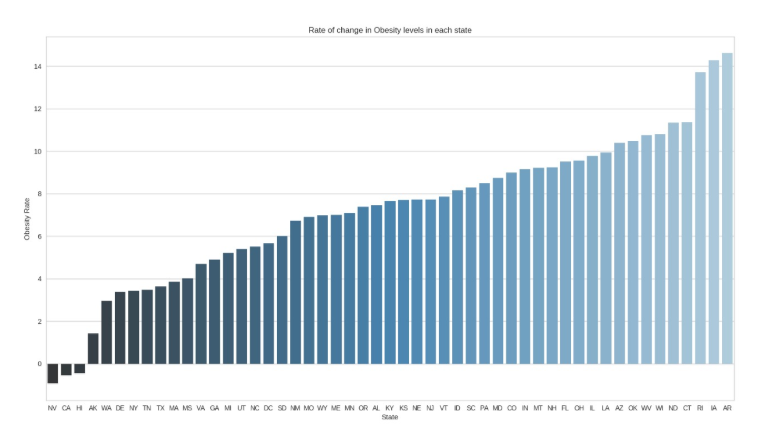 Rate of change in Obesity levels in each state
14
12
10
8
6
4
2
0
Obesity Rate
NV CA HI AK WA DE NY TN TX MA MS VA GA MI UT NC DC SD NM MO WY ME MN OR AL KY KS NE NJ VT ID SC PA MD CO IN MT NH FL OH IL LA AZ OK WV WI ND CT RI IA AR
State